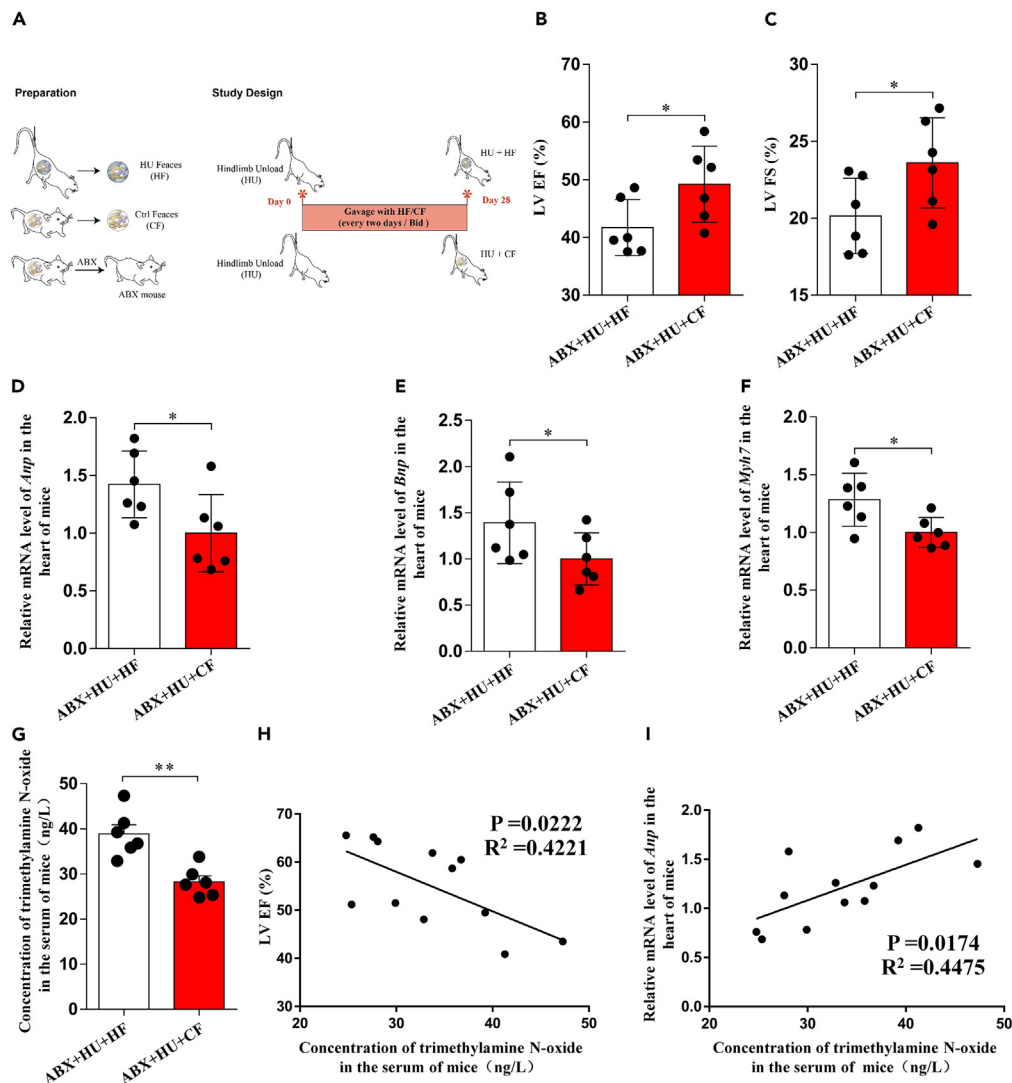 A
Preparation
Study Design
HU Feaces
(HF)
Ctrl Feaces
(CF)
ABX
ABX mouse
Hindlimb Unload
(HU)
HU + HF
*
*
Day 0
Gavage with HF/CF
(every two days / Bid )
Day 28
Hindlimb Unload
(HU)
HU + CF
B
LV EF (%)
70
60
50
40
30
*
ABX+HU+HF
ABX+HU+CF
C
LV FS (%)
30
25
20
15
*
ABX+HU+HF
ABX+HU+CF
D
Relative mRNA level of Anp in the
heart of mice
2.0
1.5
1.0
0.5
0.0
*
ABX+HU+HF
ABX+HU+CF
E
Relative mRNA level of Bnp in the
heart of mice
2.5
2.0
1.5
1.0
0.5
0.0
*
ABX+HU+HF
ABX+HU+CF
F
Relative mRNA level of Myh7 in the
heart of mice
2.0
1.5
1.0
0.5
0.0
*
ABX+HU+HF
ABX+HU+CF
G
Concentration of trimethylamine N-oxide
in the serum of mice（ng/L）
50
40
30
20
10
0
**
ABX+HU+HF
ABX+HU+CF
H
LV EF (%)
70
60
50
40
30
P =0.0222
R² =0.4221
20
30
40
50
Concentration of trimethylamine N-oxide
in the serum of mice（ng/L）
I
Relative mRNA level of Anp in the
heart of mice
2.0
1.5
1.0
0.5
0.0
P =0.0174
R² =0.4475
20
30
40
50
Concentration of trimethylamine N-oxide
in the serum of  mice（ng/L）